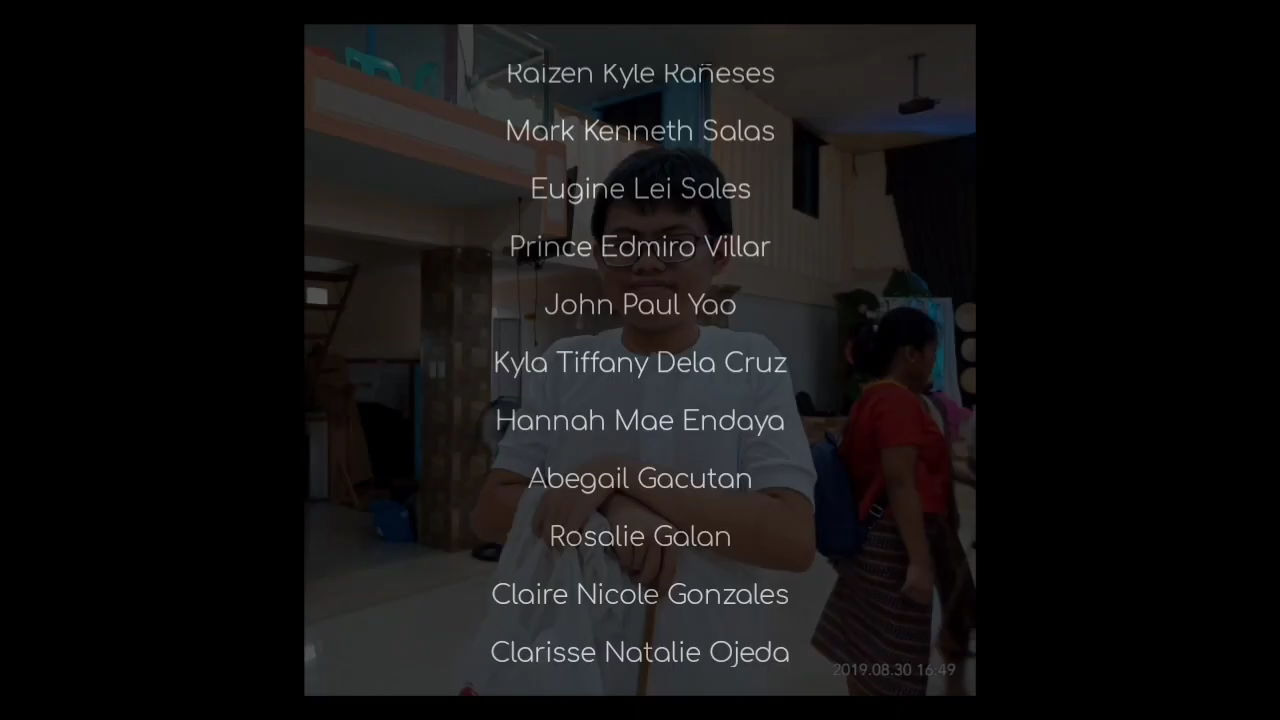 Raizen Kyle Rañeses
Mark Kenneth Salas
Eugine Lei Sales
Prince Edmiro Villar
John Paul Yao
Kyla Tiffany Dela Cruz
Hannah Mae Endaya
Abegail Gacutan
Rosalie Galan
Claire Nicole Gonzales
Clarisse Natalie Ojeda
2019.08.30 16:49